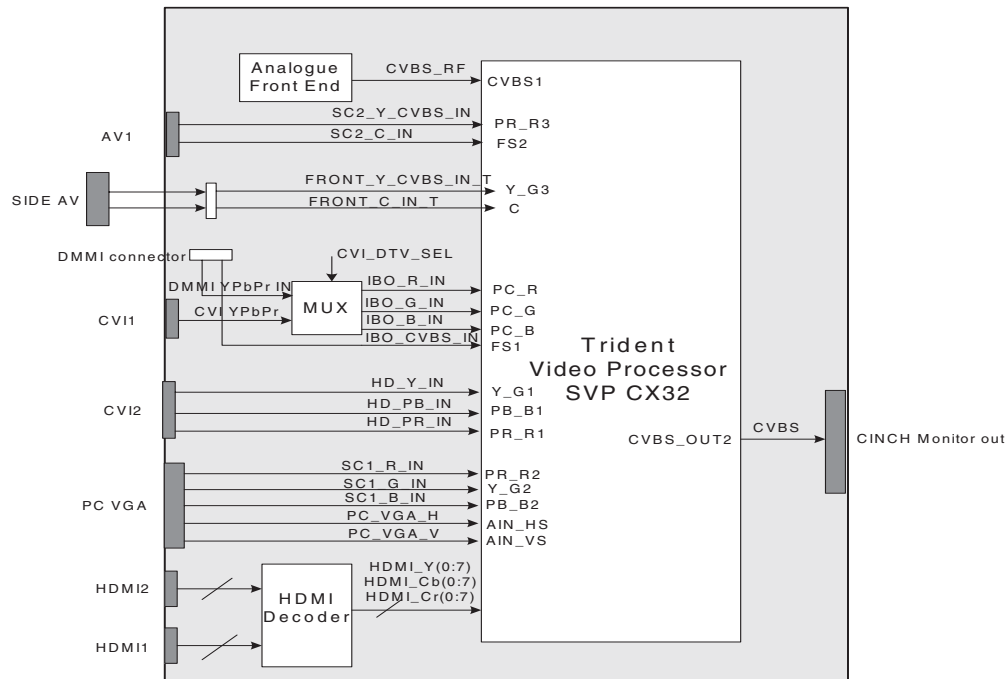 Analogue
Front End
CVBS_RF
CVBS1
AV1
SC2_Y_CVBS_IN
PR_R3
SC2_C_IN
FS2
SIDE AV
FRONT_Y_CVBS_IN_T
Y_G3
FRONT_C_IN_T
C
DMMI connector
CVI_DTV_SEL
DMMI YPbPr IN
MUX
IBO_R_IN
PC_R
CVI1
CVI YPbPr
IBO_G_IN
PC_G
IBO_B_IN
PC_B
IBO_CVBS_IN
FS1
Trident
Video Processor
SVP CX32
CVI2
HD_Y_IN
Y_G1
HD_PB_IN
PB_B1
HD_PR_IN
PR_R1
CVBS_OUT2
CVBS
CINCH Monitor out
PC VGA
SC1_R_IN
PR_R2
SC1_G_IN
Y_G2
SC1_B_IN
PB_B2
PC_VGA_H
AIN_HS
PC_VGA_V
AIN_VS
HDMI2
HDMI
Decoder
HDMI_Y(0:7)
HDMI_Cb(0:7)
HDMI_Cr(0:7)
HDMI1